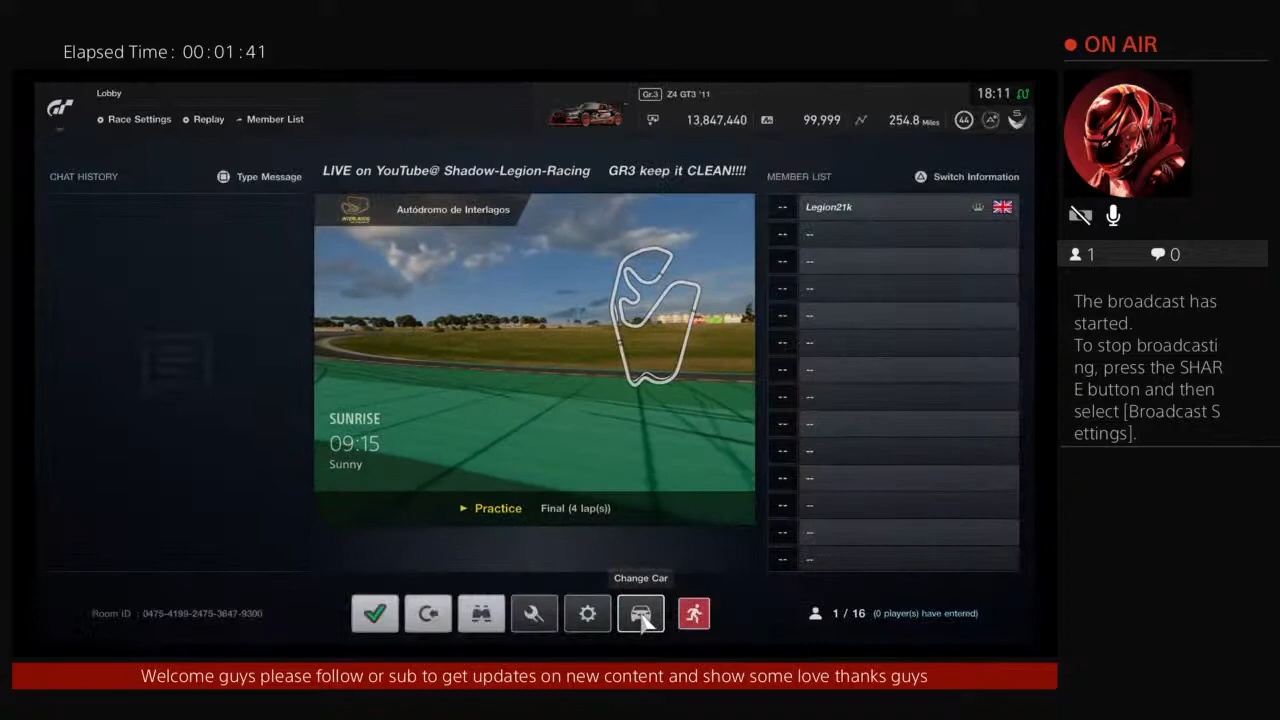 Elapsed Time: 00:01:41
ON AIR
Lobby
Gr.3 Z4 GT3 '11
18:11
Race Settings Replay Member List
13,847,440 99,999 254.8 Miles 44 A+ S
CHAT HISTORY Type Message
LIVE on YouTube@ Shadow-Legion-Racing GR3 keep it CLEAN!!!!
MEMBER LIST Switch Information
INTERLAGOS
Autódromo de Interlagos
-- Legion21k
-- --
-- --
-- --
-- --
-- --
-- --
-- --
-- --
-- --
-- --
-- --
-- --
-- --
1 0
The broadcast has
started.
To stop broadcasti
ng, press the SHAR
E button and then
select [Broadcast S
ettings].
SUNRISE
09:15
Sunny
Practice Final (4 lap(s))
Change Car
Room ID : 0475-4199-2475-3647-9300
1 / 16 (0 player(s) have entered)
Welcome guys please follow or sub to get updates on new content and show some love thanks guys